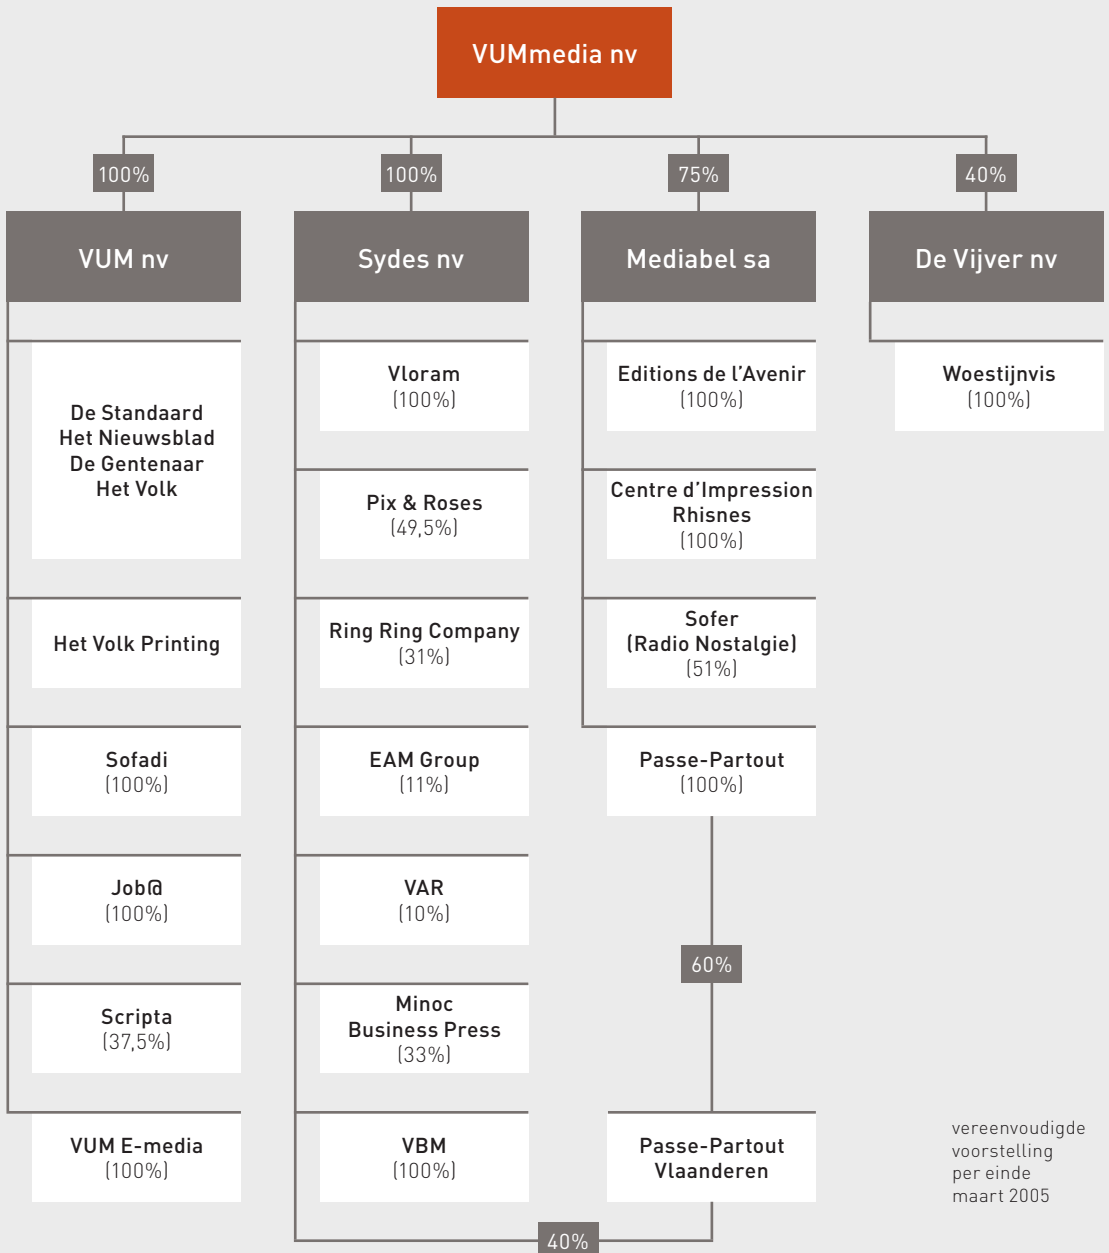 VUMmedia nv
100%
100%
75%
40%
VUM nv
Sydes nv
Mediabel sa
De Vijver nv
De Standaard
Het Nieuwsblad
De Gentenaar
Het Volk
Het Volk Printing
Sofadi
(100%)
Job@
(100%)
Scripta
(37,5%)
VUM E-media
(100%)
Vloram
(100%)
Pix & Roses
(49,5%)
Ring Ring Company
(31%)
EAM Group
(11%)
VAR
(10%)
Minoc
Business Press
(33%)
VBM
(100%)
Editions de l’Avenir
(100%)
Centre d’Impression
Rhisnes
(100%)
Sofer
(Radio Nostalgie)
(51%)
Passe-Partout
(100%)
60%
Passe-Partout
Vlaanderen
40%
Woestijnvis
(100%)
vereenvoudigde
voorstelling
per einde
maart 2005